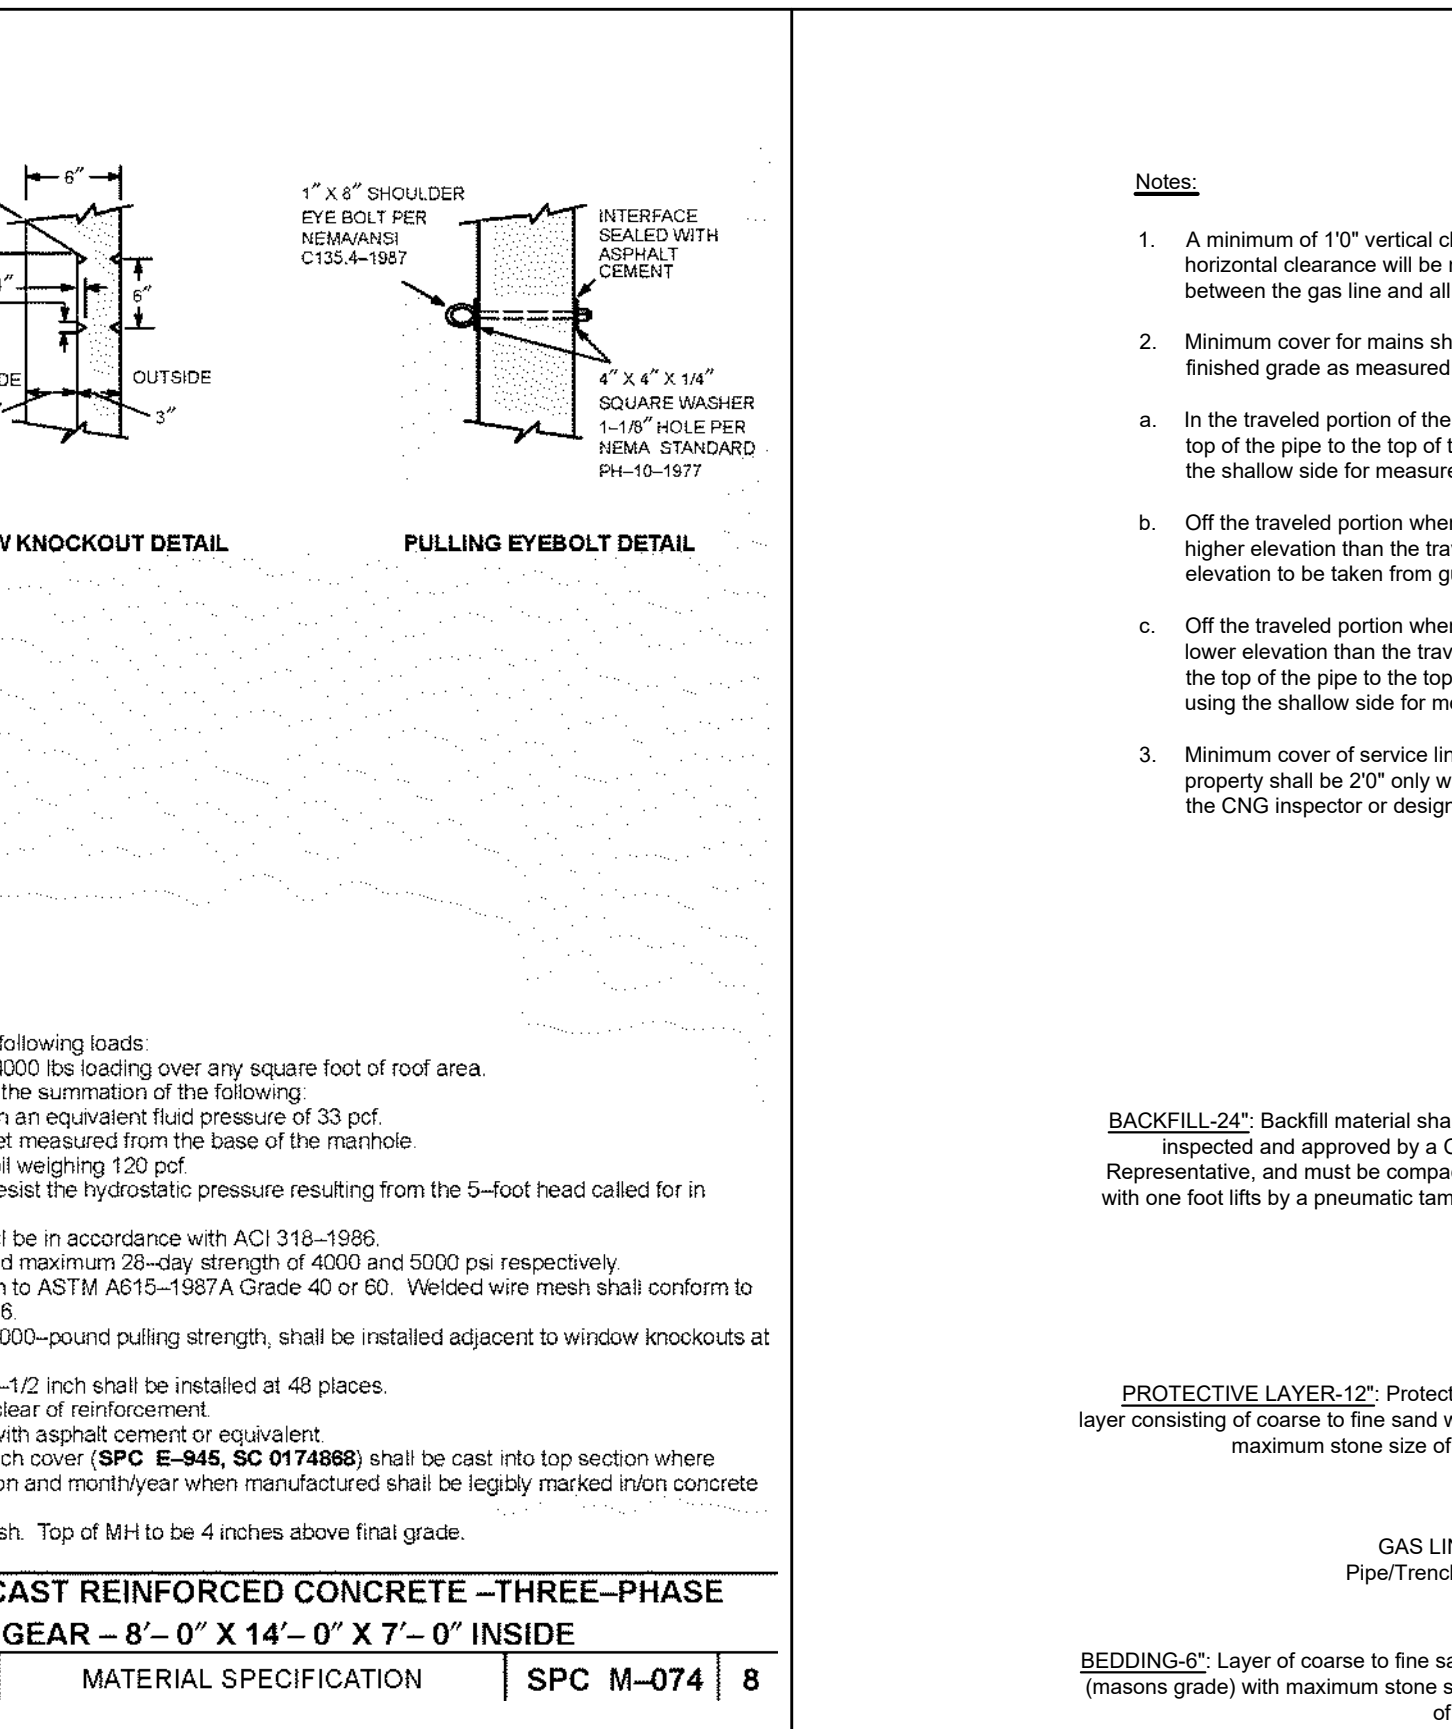 6"
4"
6"
DE
OUTSIDE
3"
W KNOCKOUT DETAIL
1" X 8" SHOULDER
EYE BOLT PER
NEMA/ANSI
C135.4–1987
INTERFACE
SEALED WITH
ASPHALT
CEMENT
4" X 4" X 1/4"
SQUARE WASHER
1–1/8" HOLE PER
NEMA STANDARD
PH–10–1977
PULLING EYEBOLT DETAIL
following loads:
000 lbs loading over any square foot of roof area.
the summation of the following:
n an equivalent fluid pressure of 33 pcf.
et measured from the base of the manhole.
il weighing 120 pcf.
esist the hydrostatic pressure resulting from the 5–foot head called for in
l be in accordance with ACI 318–1986.
d maximum 28–day strength of 4000 and 5000 psi respectively.
n to ASTM A615–1987A Grade 40 or 60. Welded wire mesh shall conform to
6.
000–pound pulling strength, shall be installed adjacent to window knockouts at
–1/2 inch shall be installed at 48 places.
clear of reinforcement.
with asphalt cement or equivalent.
ch cover (SPC E–945, SC 0174868) shall be cast into top section where
on and month/year when manufactured shall be legibly marked in/on concrete
sh. Top of MH to be 4 inches above final grade.
CAST REINFORCED CONCRETE –THREE–PHASE
GEAR – 8'– 0" X 14'– 0" X 7'– 0" INSIDE
MATERIAL SPECIFICATION SPC M–074 8
Notes:
1. A minimum of 1'0" vertical cl
horizontal clearance will be
between the gas line and all
2. Minimum cover for mains sh
finished grade as measured
a. In the traveled portion of the
top of the pipe to the top of t
the shallow side for measure
b. Off the traveled portion wher
higher elevation than the tra
elevation to be taken from gu
c. Off the traveled portion wher
lower elevation than the trav
the top of the pipe to the top
using the shallow side for me
3. Minimum cover of service lin
property shall be 2'0" only w
the CNG inspector or design
BACKFILL-24": Backfill material sha
inspected and approved by a C
Representative, and must be compac
with one foot lifts by a pneumatic tam
PROTECTIVE LAYER-12": Protect
layer consisting of coarse to fine sand w
maximum stone size of
GAS LIN
Pipe/Trench
BEDDING-6": Layer of coarse to fine sa
(masons grade) with maximum stone s
of